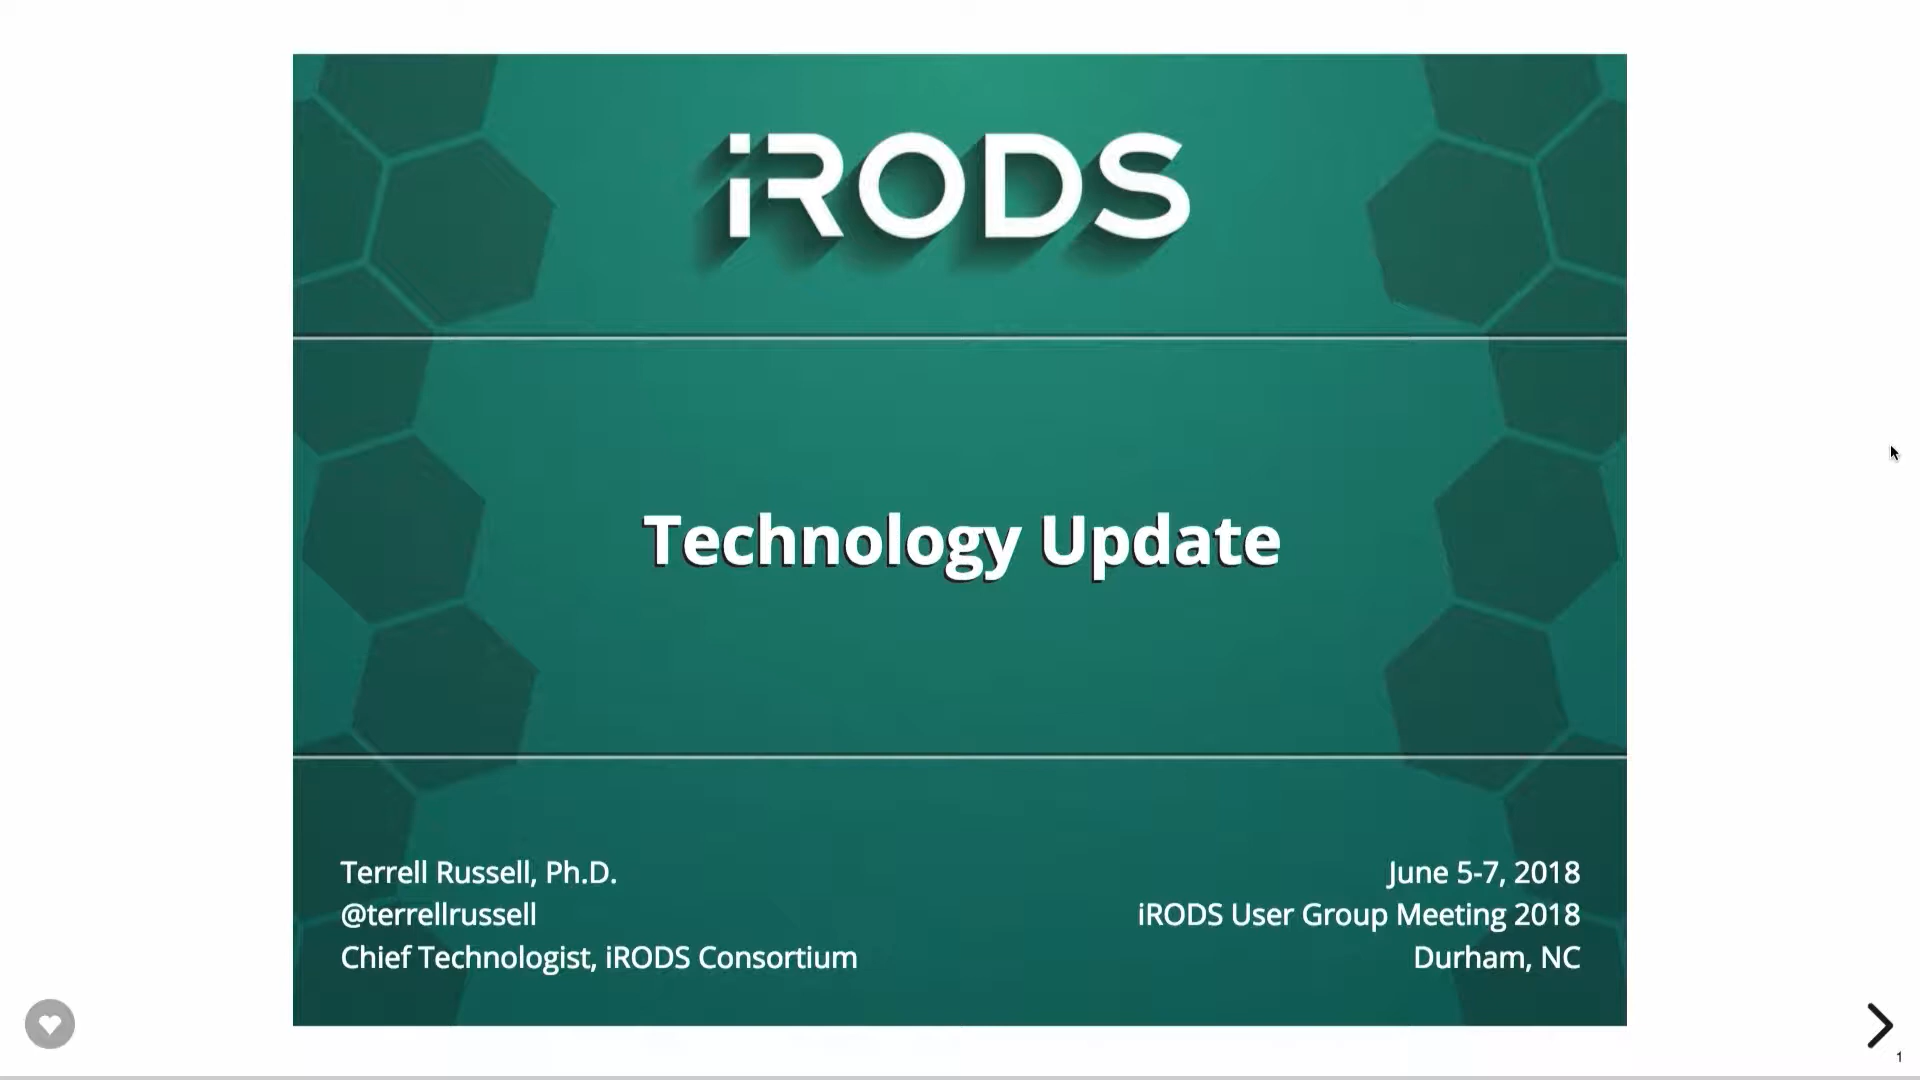 iRODS
Technology Update
Terrell Russell, Ph.D.
@terrellrussell
Chief Technologist, iRODS Consortium
June 5-7, 2018
iRODS User Group Meeting 2018
Durham, NC
1